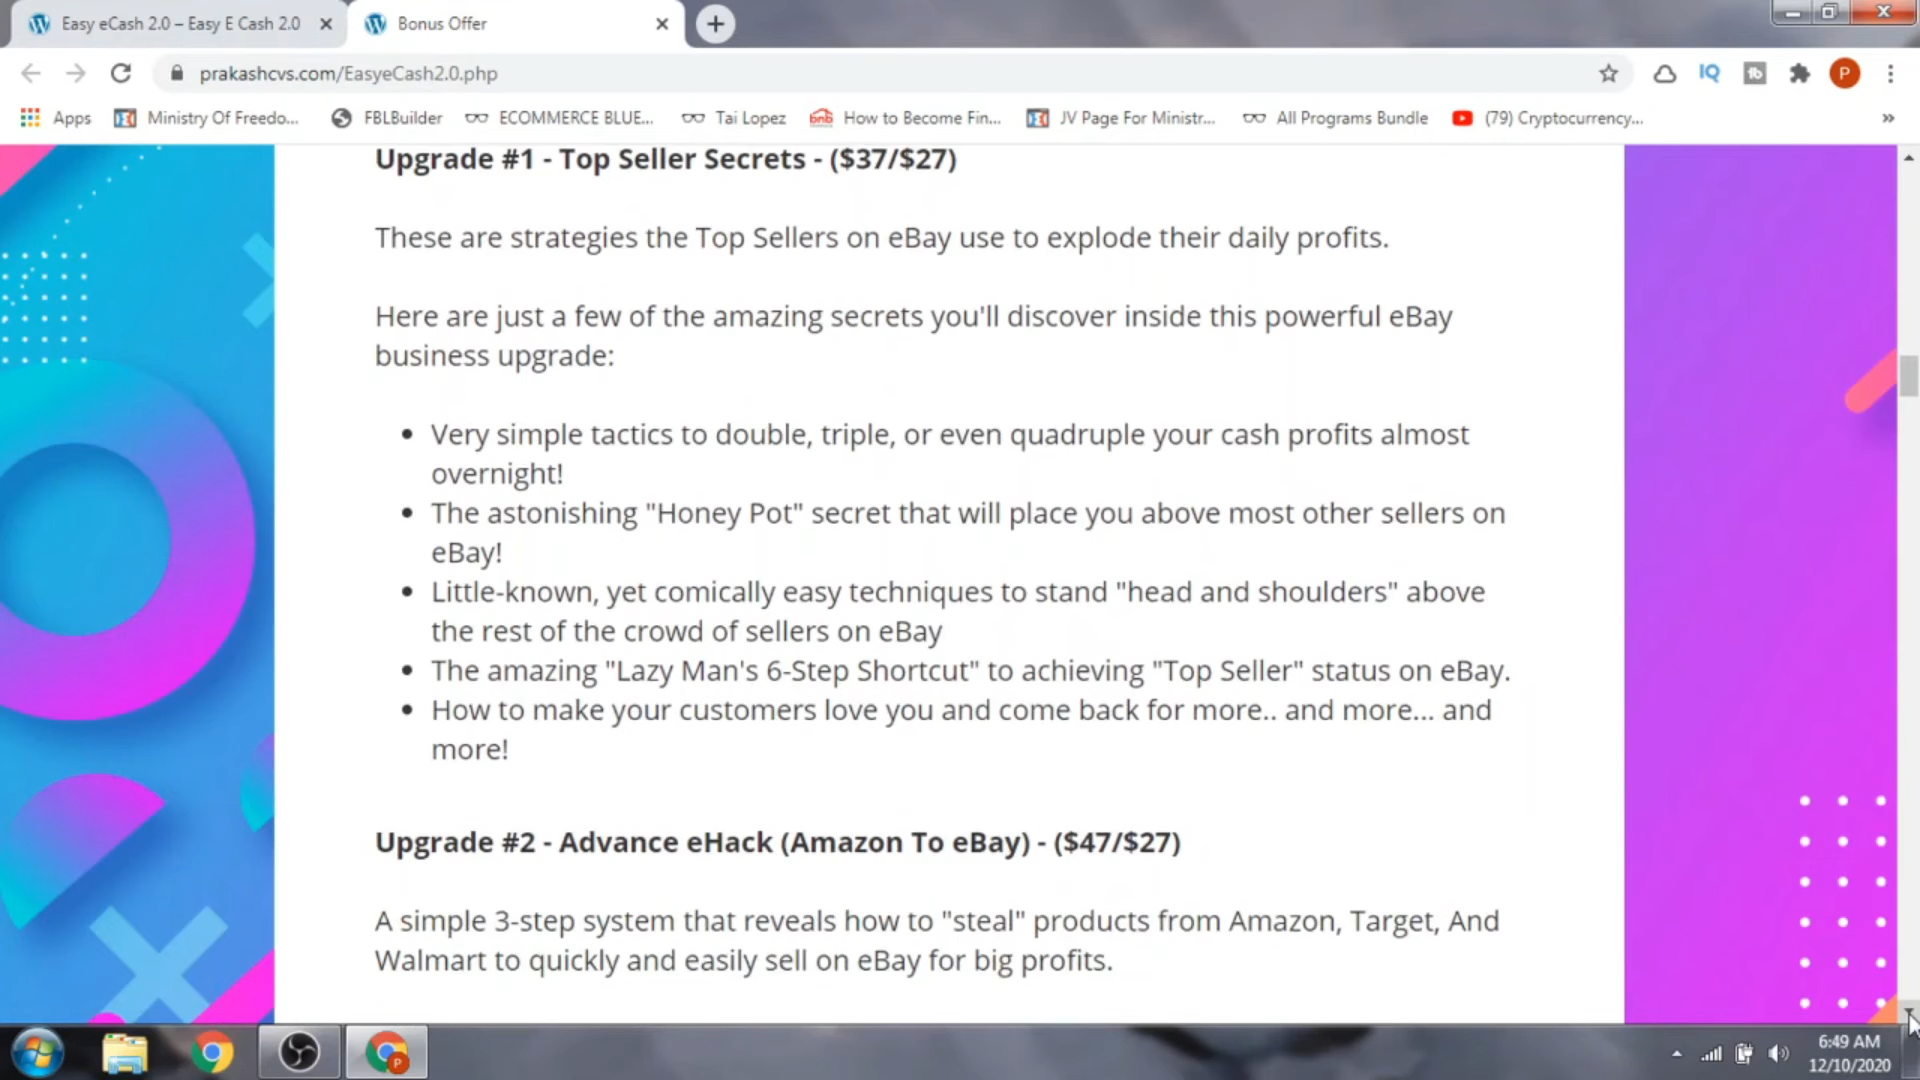 Easy eCash 2.0 – Easy E Cash 2.0
Bonus Offer
prakashcvs.com/EasyeCash2.0.php
IQ
tb
P
Apps
Ministry Of Freedo...
FBLBuilder
ECOMMERCE BLUE...
Tai Lopez
bnb
How to Become Fin...
JV Page For Ministr...
All Programs Bundle
(79) Cryptocurrency...
»
Upgrade #1 - Top Seller Secrets - ($37/$27)
These are strategies the Top Sellers on eBay use to explode their daily profits.
Here are just a few of the amazing secrets you'll discover inside this powerful eBay
business upgrade:
• Very simple tactics to double, triple, or even quadruple your cash profits almost
overnight!
• The astonishing "Honey Pot" secret that will place you above most other sellers on
eBay!
• Little-known, yet comically easy techniques to stand "head and shoulders" above
the rest of the crowd of sellers on eBay
• The amazing "Lazy Man's 6-Step Shortcut" to achieving "Top Seller" status on eBay.
• How to make your customers love you and come back for more.. and more... and
more!
Upgrade #2 - Advance eHack (Amazon To eBay) - ($47/$27)
A simple 3-step system that reveals how to "steal" products from Amazon, Target, And
Walmart to quickly and easily sell on eBay for big profits.
P
6:49 AM
12/10/2020